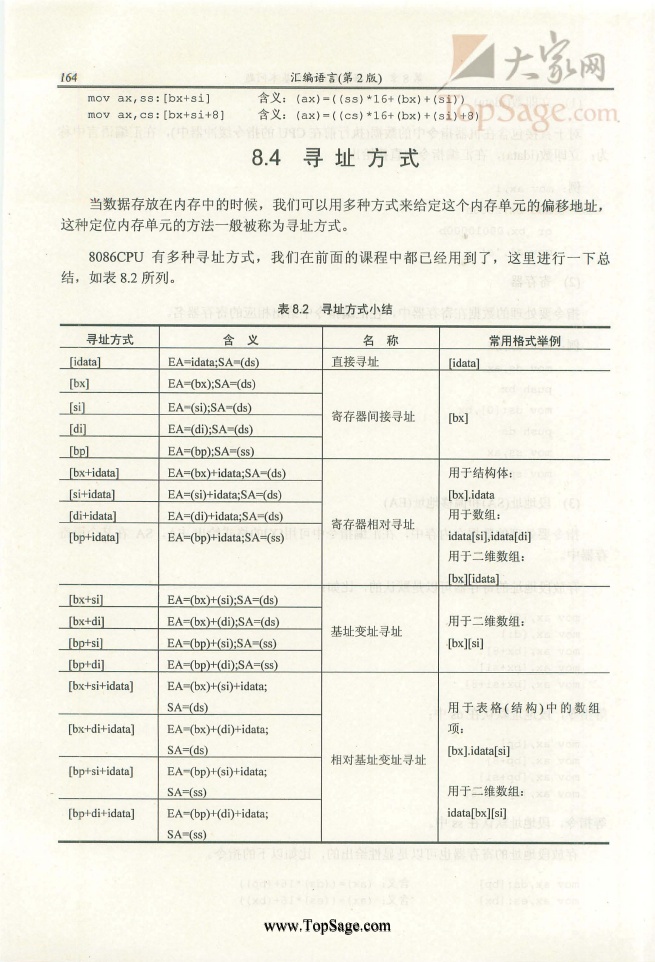 大家网
TopSage.com
164
汇编语言(第2版)
mov ax,ss:[bx+si] 含义: (ax)=((ss)*16+(bx)+(si))
mov ax,cs:[bx+si+8] 含义: (ax)=((cs)*16+(bx)+(si)+8)
8.4 寻址方式
当数据存放在内存中的时候，我们可以用多种方式来给定这个内存单元的偏移地址，
这种定位内存单元的方法一般被称为寻址方式。
8086CPU 有多种寻址方式，我们在前面的课程中都已经用到了，这里进行一下总
结，如表 8.2 所列。
表 8.2 寻址方式小结
寻址方式 含 义 名 称 常用格式举例
[idata] EA=idata;SA=(ds) 直接寻址 [idata]
[bx] EA=(bx);SA=(ds)
[si] EA=(si);SA=(ds)
寄存器间接寻址 [bx]
[di] EA=(di);SA=(ds)
[bp] EA=(bp);SA=(ss)
[bx+idata] EA=(bx)+idata;SA=(ds) 用于结构体:
[si+idata] EA=(si)+idata;SA=(ds) [bx].idata
[di+idata] EA=(di)+idata;SA=(ds) 用于数组:
寄存器相对寻址
[bp+idata] EA=(bp)+idata;SA=(ss) idata[si],idata[di]
用于二维数组:
[bx][idata]
[bx+si] EA=(bx)+(si);SA=(ds)
[bx+di] EA=(bx)+(di);SA=(ds) 用于二维数组:
基址变址寻址
[bp+si] EA=(bp)+(si);SA=(ss) [bx][si]
[bp+di] EA=(bp)+(di);SA=(ss)
[bx+si+idata] EA=(bx)+(si)+idata;
SA=(ds) 用于表格(结构)中的数组
[bx+di+idata] EA=(bx)+(di)+idata; 项:
SA=(ds) [bx].idata[si]
相对基址变址寻址
[bp+si+idata] EA=(bp)+(si)+idata;
SA=(ss) 用于二维数组:
[bp+di+idata] EA=(bp)+(di)+idata; idata[bx][si]
SA=(ss)
www.TopSage.com